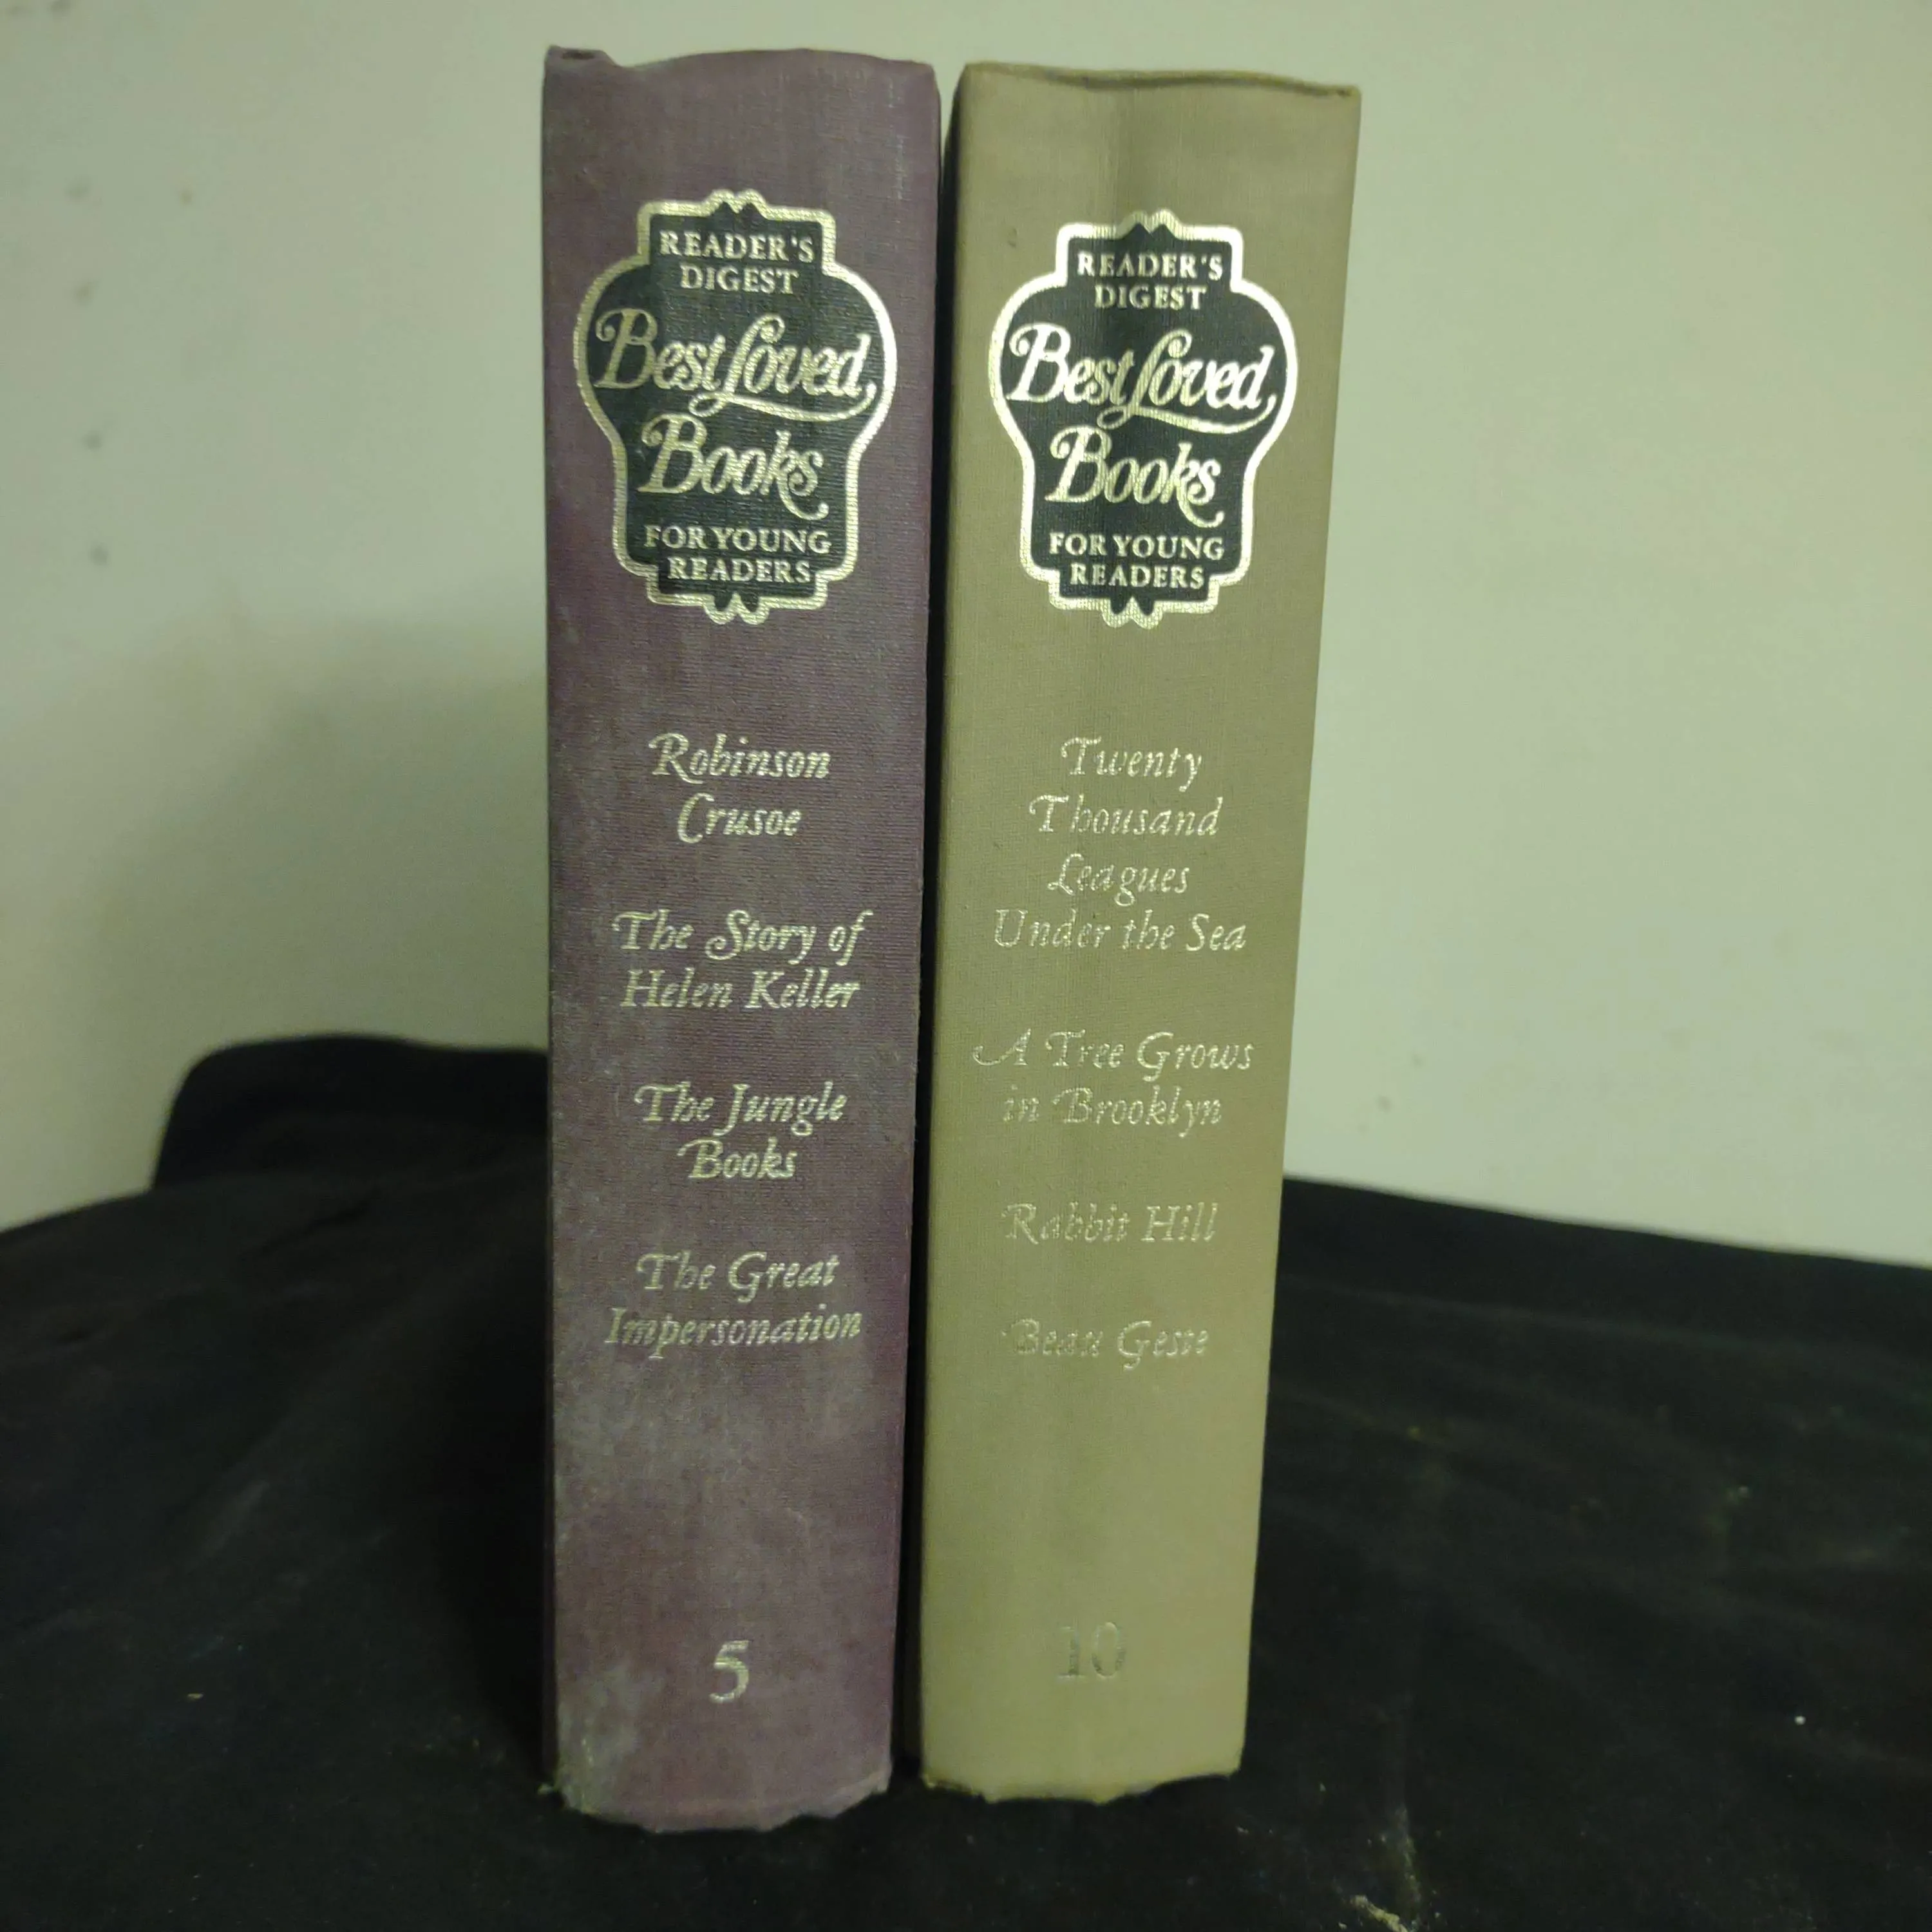 READER'S
DIGEST
Best Loved
Books
FOR YOUNG
READERS
Robinson
Crusoe
The Story of
Helen Keller
The Jungle
Books
The Great
Impersonation
5
READER'S
DIGEST
Best Loved
Books
FOR YOUNG
READERS
Twenty
Thousand
Leagues
Under the Sea
A Tree Grows
in Brooklyn
Rabbit Hill
Beau Geste
10